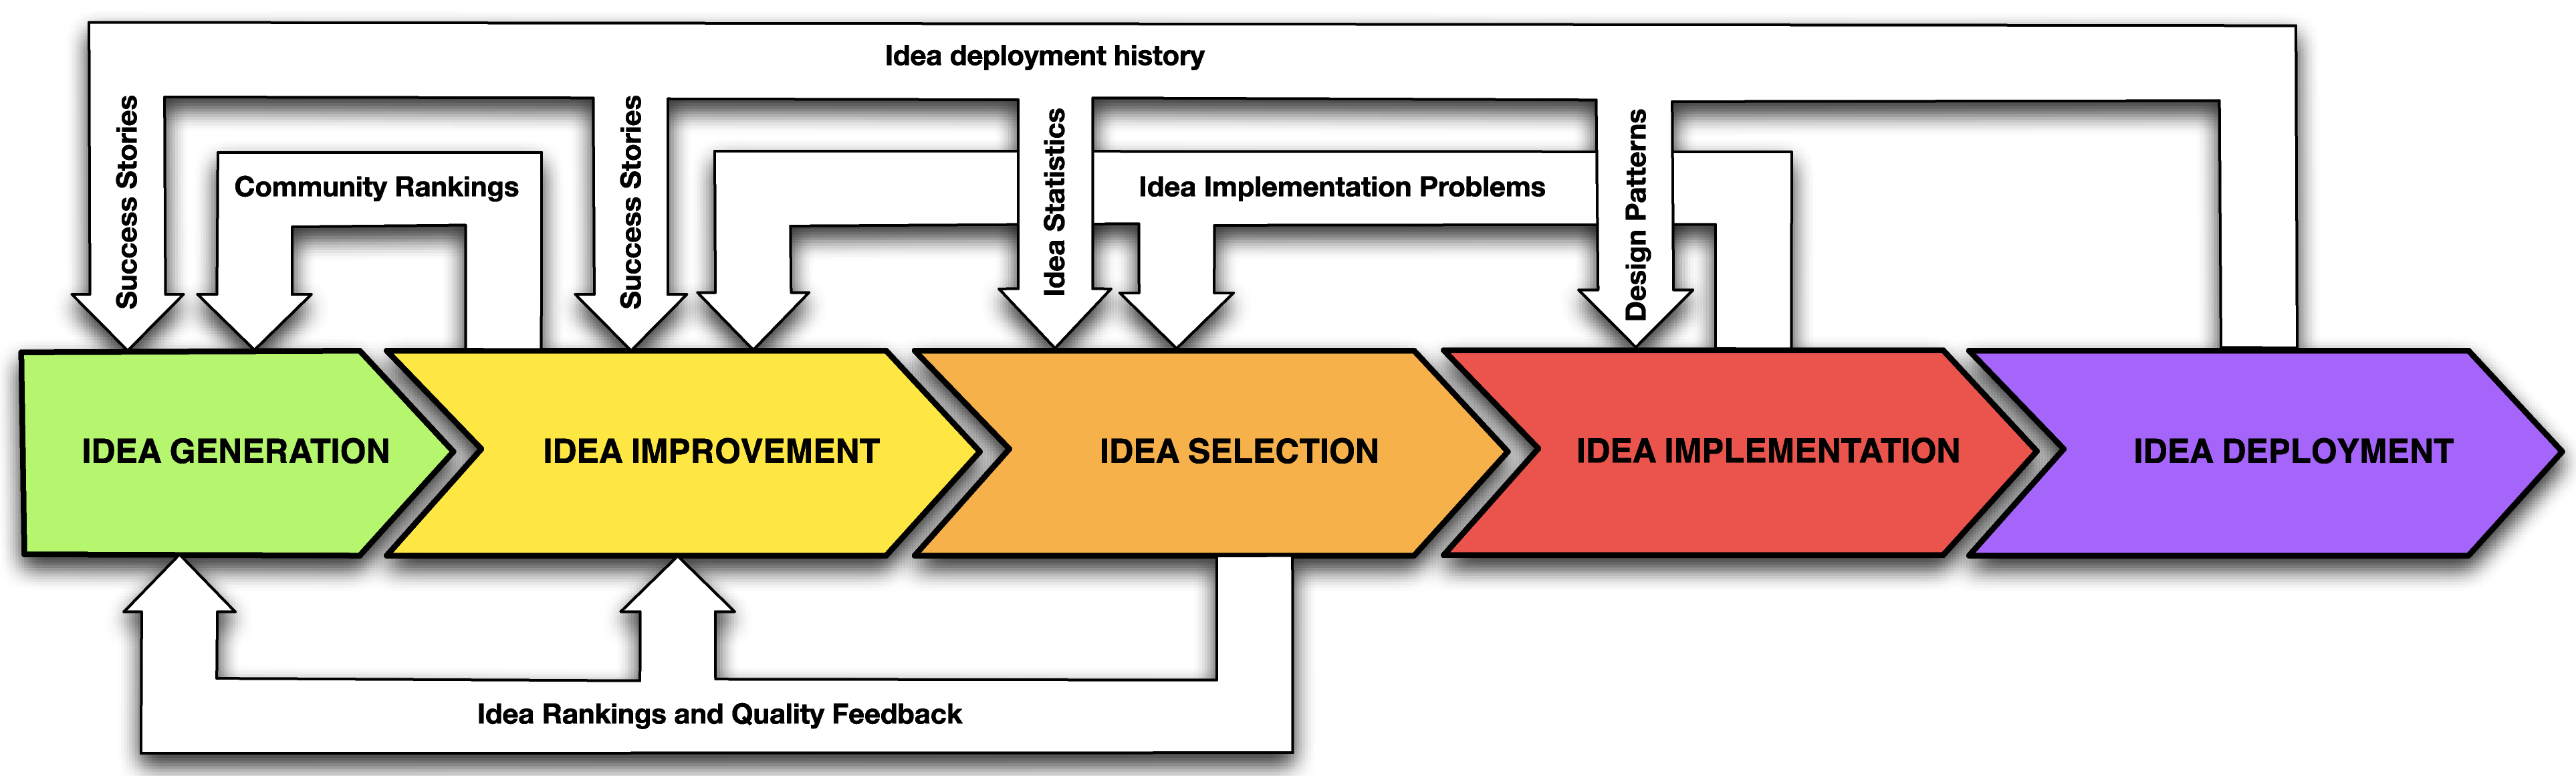 Idea deployment history
Success Stories
Community Rankings
Success Stories
Idea Statistics
Idea Implementation Problems
Design Patterns
IDEA GENERATION
IDEA IMPROVEMENT
IDEA SELECTION
IDEA IMPLEMENTATION
IDEA DEPLOYMENT
Idea Rankings and Quality Feedback